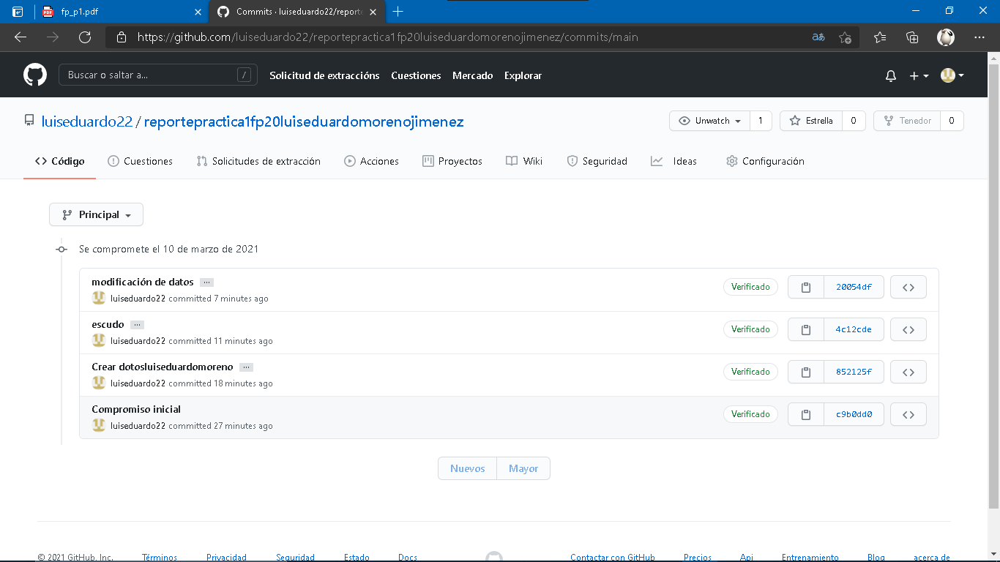 fp_p1.pdf
Commits · luiseduardo22/reporte
https://github.com/luiseduardo22/reportepractica1fp20luiseduardomorenojimenez/commits/main
Buscar o saltar a... /
Solicitud de extraccións Cuestiones Mercado Explorar
luiseduardo22 / reportepractica1fp20luiseduardomorenojimenez
Unwatch 1 Estrella 0 Tenedor 0
Código Cuestiones Solicitudes de extracción Acciones Proyectos Wiki Seguridad Ideas Configuración
Principal
Se compromete el 10 de marzo de 2021
modificación de datos ...
luiseduardo22 committed 7 minutes ago
Verificado 20054df
escudo ...
luiseduardo22 committed 11 minutes ago
Verificado 4c12cde
Crear dotosluiseduardomoreno ...
luiseduardo22 committed 18 minutes ago
Verificado 852125f
Compromiso inicial
luiseduardo22 committed 27 minutes ago
Verificado c9b0dd0
Nuevos Mayor
© 2021 GitHub, Inc. Términos Privacidad Seguridad Estado Docs Contactar con GitHub Precios Api Entrenamiento Blog acerca de